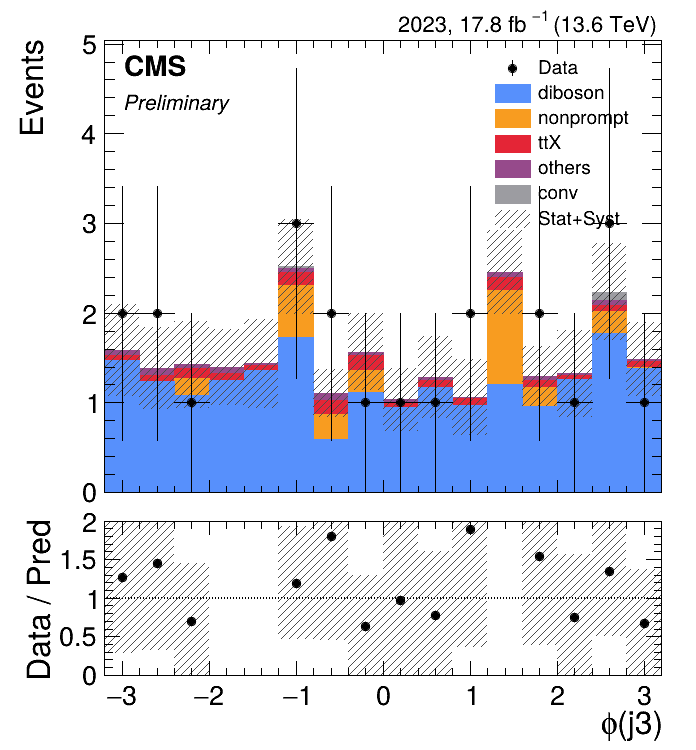 2023, 17.8 fb⁻¹ (13.6 TeV)
Events
5
4
3
2
1
0
CMS
Preliminary
Data
diboson
nonprompt
ttX
others
conv
Stat+Syst
Data / Pred
2
1.5
1
0.5
0
−3 −2 −1 0 1 2 3
ϕ(j3)